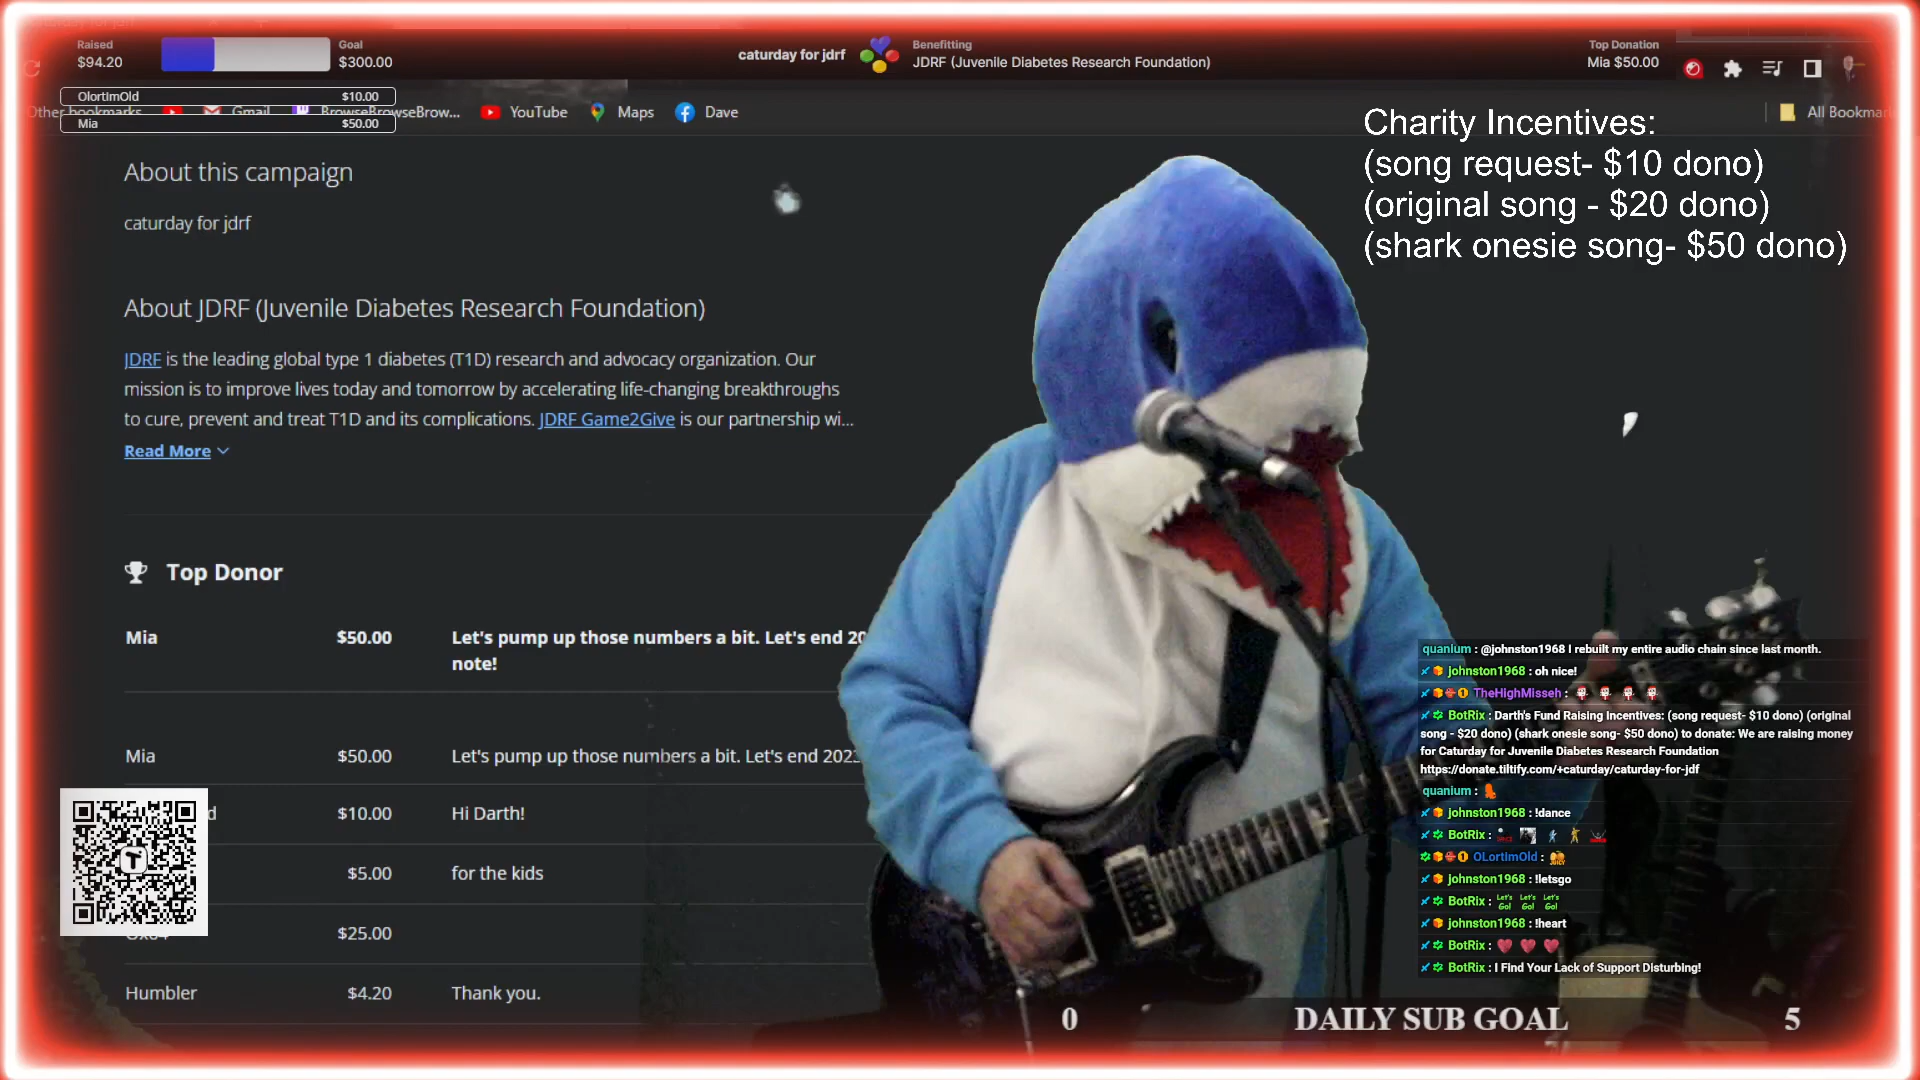 Raised
$94.20
Goal
$300.00
caturday for jdrf
Benefitting
JDRF (Juvenile Diabetes Research Foundation)
Top Donation
Mia $50.00
OlortimOld $10.00
Mia $50.00
Other bookmarks
Gmail
BrowseBrowseBrow...
YouTube
Maps
Dave
All Bookmar
Charity Incentives:
(song request- $10 dono)
(original song - $20 dono)
(shark onesie song- $50 dono)
About this campaign
caturday for jdrf
About JDRF (Juvenile Diabetes Research Foundation)
JDRF is the leading global type 1 diabetes (T1D) research and advocacy organization. Our
mission is to improve lives today and tomorrow by accelerating life-changing breakthroughs
to cure, prevent and treat T1D and its complications. JDRF Game2Give is our partnership wi...
Read More
Top Donor
Mia $50.00 Let's pump up those numbers a bit. Let's end 20
note!
Mia $50.00 Let's pump up those numbers a bit. Let's end 202
d $10.00 Hi Darth!
$5.00 for the kids
$25.00
Humbler $4.20 Thank you.
T
quanium : @johnston1968 I rebuilt my entire audio chain since last month.
johnston1968 : oh nice!
TheHighMisseh :
BotRix : Darth's Fund Raising Incentives: (song request- $10 dono) (original
song - $20 dono) (shark onesie song- $50 dono) to donate: We are raising money
for Caturday for Juvenile Diabetes Research Foundation
https://donate.tiltify.com/+caturday/caturday-for-jdf
quanium :
johnston1968 : !dance
BotRix :
OLortimOld :
johnston1968 : !letsgo
BotRix : Let's Go! Let's Go! Let's Go!
johnston1968 : !heart
BotRix :
BotRix : I Find Your Lack of Support Disturbing!
0 DAILY SUB GOAL 5